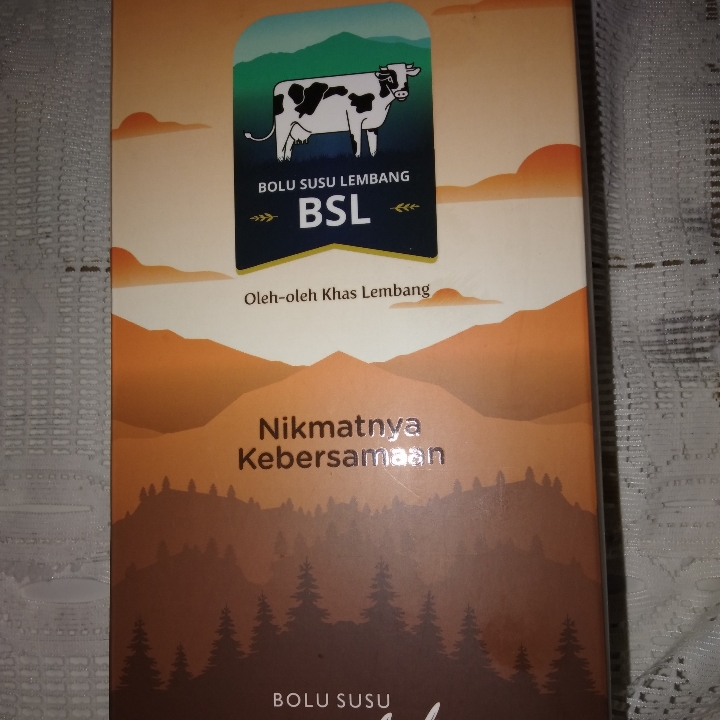 BOLU SUSU LEMBANG
BSL
Oleh-oleh Khas Lembang
Nikmatnya
Kebersamaan
BOLU SUSU